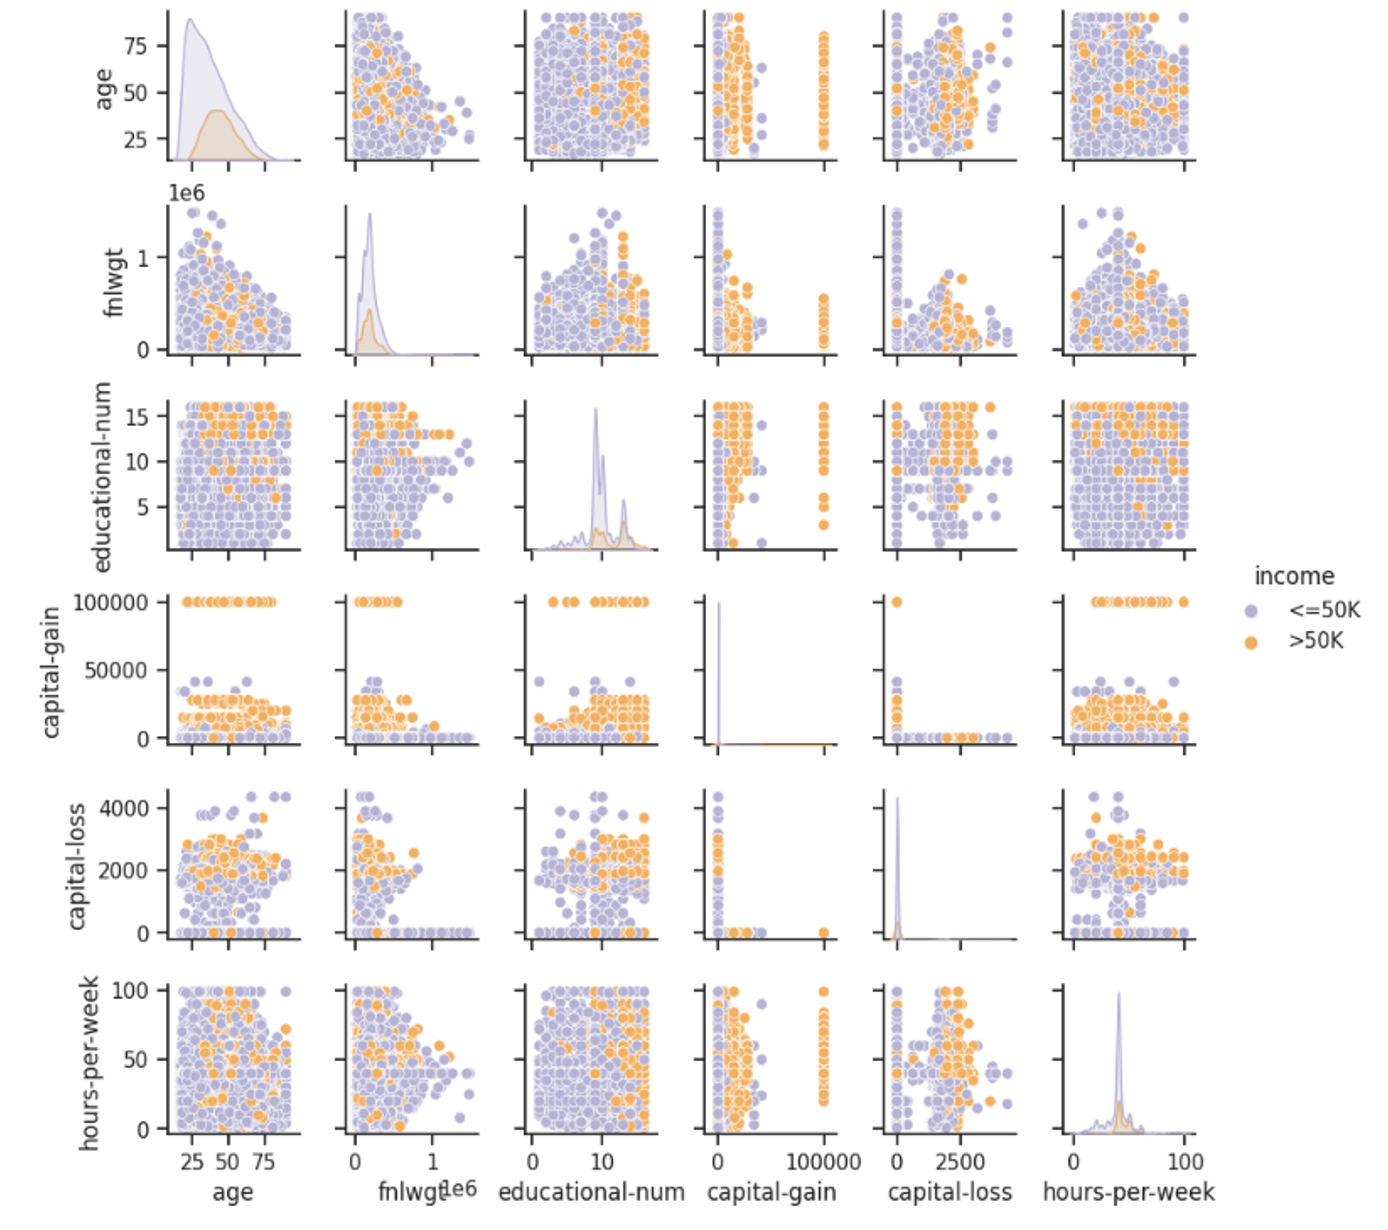 75
50
25
age
1e6
1
0
fnlwgt
15
10
5
educational-num
income
<=50K
>50K
100000
50000
0
capital-gain
4000
2000
0
capital-loss
100
50
0
hours-per-week
25 50 75 0 1 0 10 0 100000 0 2500 0 100
age fnlwgt 1e6 educational-num capital-gain capital-loss hours-per-week